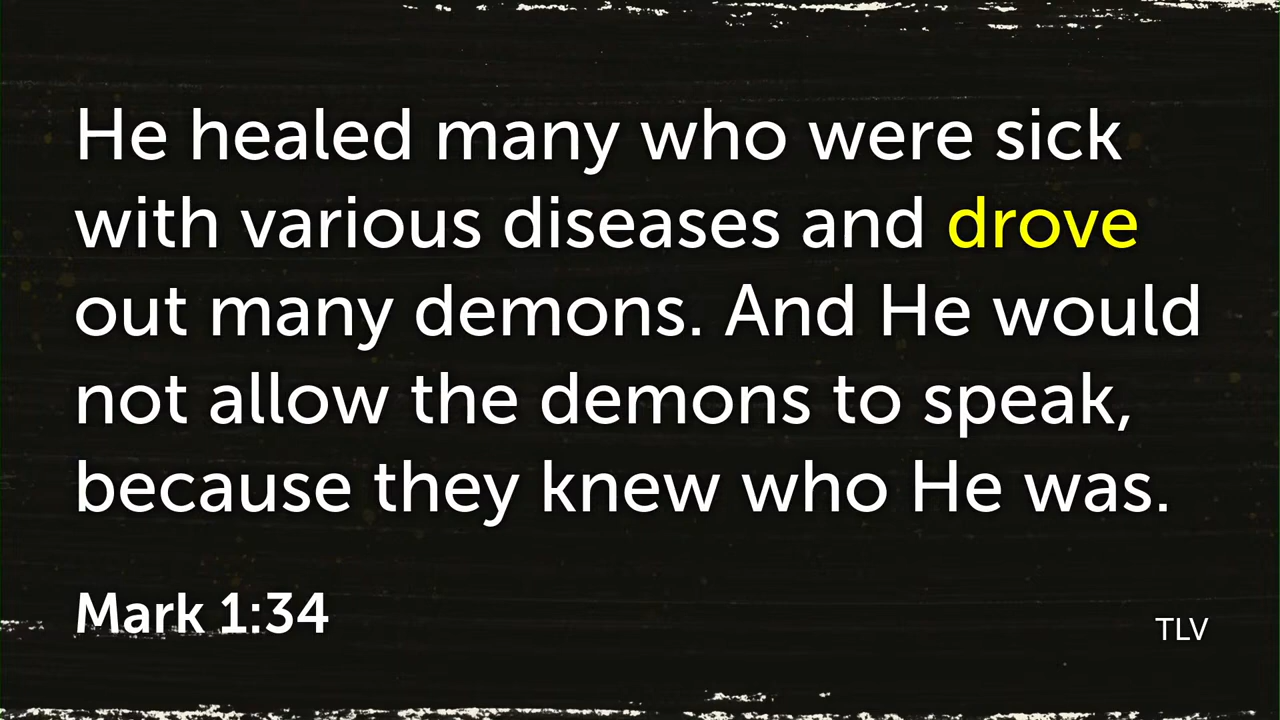 He healed many who were sick
with various diseases and drove
out many demons. And He would
not allow the demons to speak,
because they knew who He was.
Mark 1:34
TLV